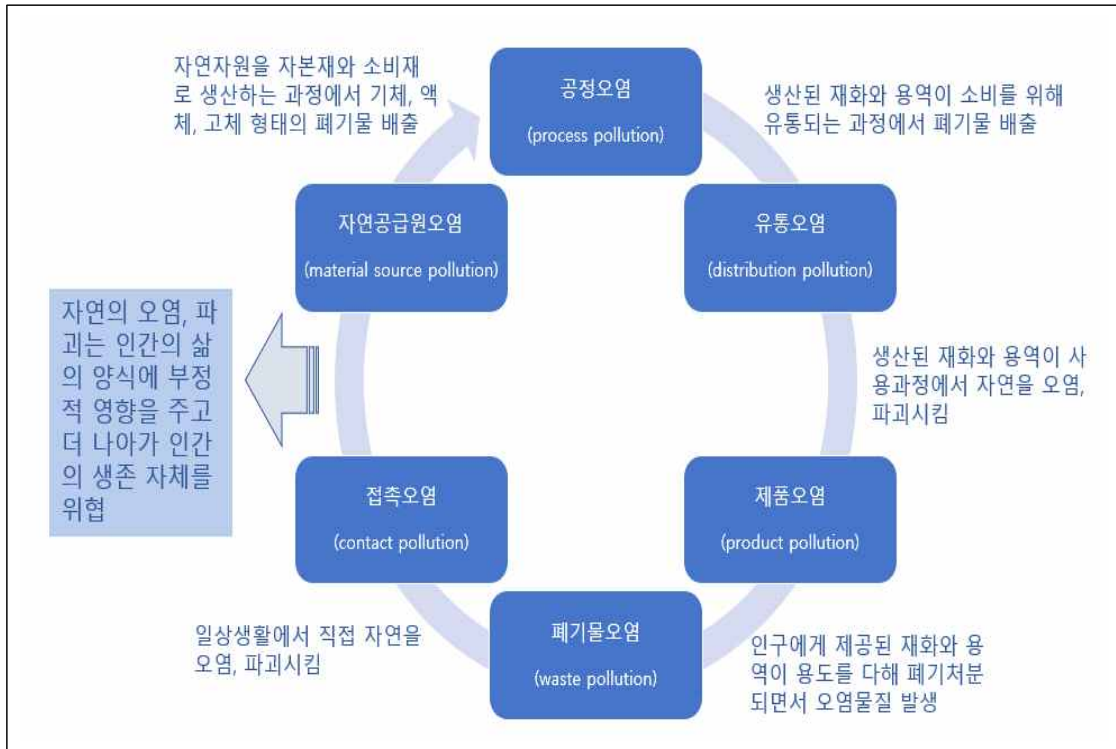 자연자원을 자본재와 소비재
로 생산하는 과정에서 기체, 액
체, 고체 형태의 폐기물 배출
공정오염
(process pollution)
생산된 재화와 용역이 소비를 위해
유통되는 과정에서 폐기물 배출
자연공급원오염
(material source pollution)
유통오염
(distribution pollution)
자연의 오염, 파
괴는 인간의 삶
의 양식에 부정
적 영향을 주고
더 나아가 인간
의 생존 자체를
위협
생산된 재화와 용역이 사
용과정에서 자연을 오염,
파괴시킴
접촉오염
(contact pollution)
제품오염
(product pollution)
일상생활에서 직접 자연을
오염, 파괴시킴
폐기물오염
(waste pollution)
인구에게 제공된 재화와 용
역이 용도를 다해 폐기처분
되면서 오염물질 발생